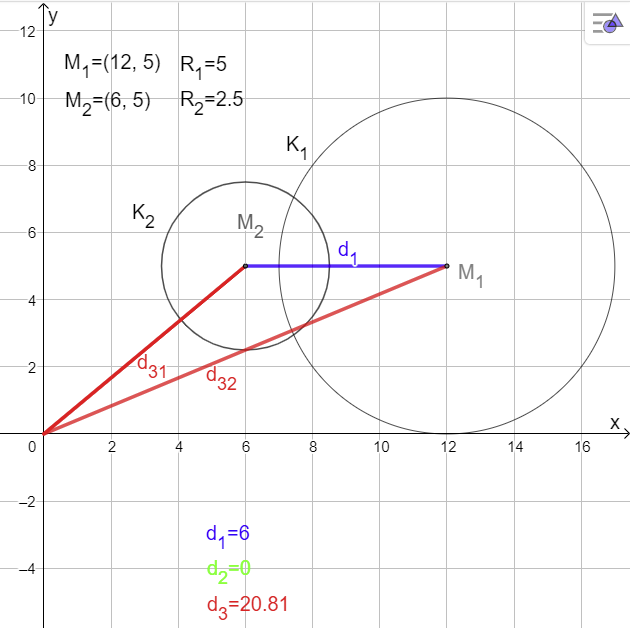 y
12
M₁=(12, 5) R₁=5
M₂=(6, 5) R₂=2.5
10
K₁
8
K₂
M₂
6
d₁
M₁
4
d₃₁
d₃₂
2
x
0 2 4 6 8 10 12 14 16
–2
d₁=6
d₂=0
–4
d₃=20.81